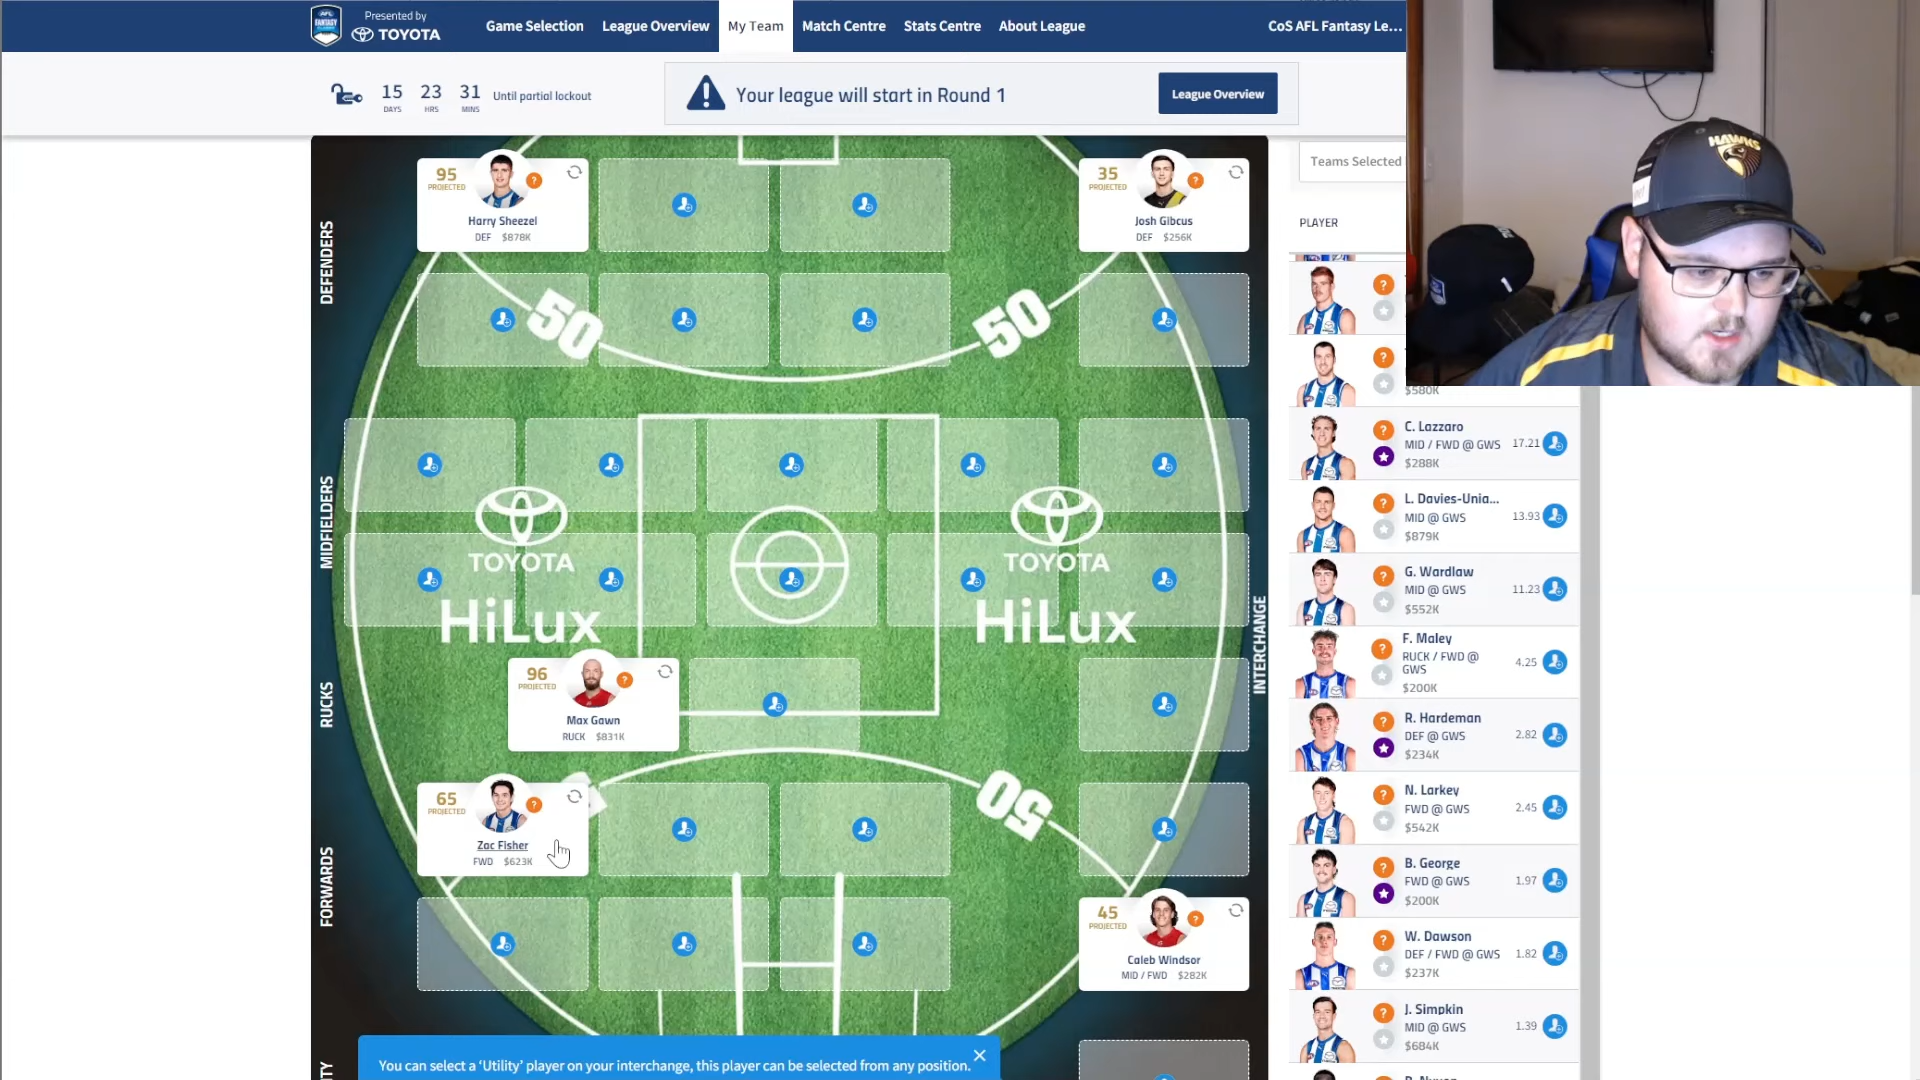 Presented by
TOYOTA
AFL
FANTASY
Game Selection
League Overview
My Team
Match Centre
Stats Centre
About League
CoS AFL Fantasy Le...
15 23 31
DAYS HRS MINS
Until partial lockout
Your league will start in Round 1
League Overview
Teams Selected
PLAYER
HAWKS
DEFENDERS
95
PROJECTED
Harry Sheezel
DEF $878K
35
PROJECTED
Josh Gibcus
DEF $256K
50
50
MIDFIELDERS
TOYOTA
HiLux
TOYOTA
HiLux
INTERCHANGE
RUCKS
96
PROJECTED
Max Gawn
RUCK $831K
FORWARDS
65
PROJECTED
Zac Fisher
FWD $623K
50
45
PROJECTED
Caleb Windsor
MID / FWD $282K
You can select a 'Utility' player on your interchange, this player can be selected from any position.
TY
$580K
C. Lazzaro
MID / FWD @ GWS
17.21
$288K
L. Davies-Unia...
MID @ GWS
13.93
$879K
G. Wardlaw
MID @ GWS
11.23
$552K
F. Maley
RUCK / FWD @
GWS
4.25
$200K
R. Hardeman
DEF @ GWS
2.82
$234K
N. Larkey
FWD @ GWS
2.45
$542K
B. George
FWD @ GWS
1.97
$200K
W. Dawson
DEF / FWD @ GWS
1.82
$237K
J. Simpkin
MID @ GWS
1.39
$684K